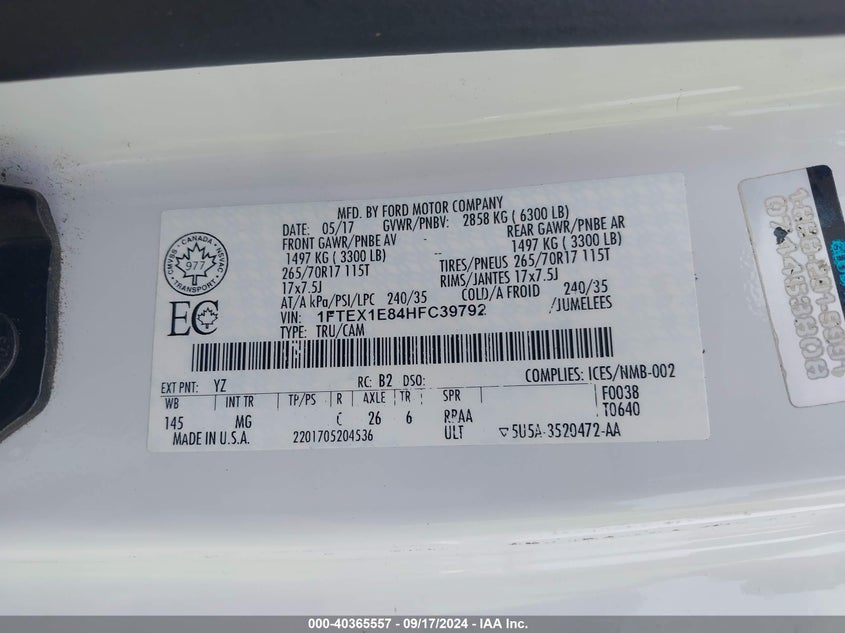 MFD. BY FORD MOTOR COMPANY
DATE: 05/17 GVWR/PNBV: 2858 KG ( 6300 LB)
FRONT GAWR/PNBE AV REAR GAWR/PNBE AR
1497 KG ( 3300 LB) 1497 KG ( 3300 LB)
265/70R17 115T TIRES/PNEUS 265/70R17 115T
17x7.5J RIMS/JANTES 17x7.5J
AT/A kPa/PSI/LPC 240/35 COLD/A FROID 240/35
VIN: 1FTEX1E84HFC39792 /JUMELEES
TYPE: TRU/CAM
CMVSS CANADA NSVAC
977
TRANSPORT
EC
EXT PNT: YZ RC: B2 DSO: COMPLIES: ICES/NMB-002
WB INT TR TP/PS R AXLE TR SPR F0038
145 MG C 26 6 RPAA T0640
MADE IN U.S.A. 2201705204536 ULT ▽5U5A-3520472-AA
000-40365557 - 09/17/2024 - IAA Inc.